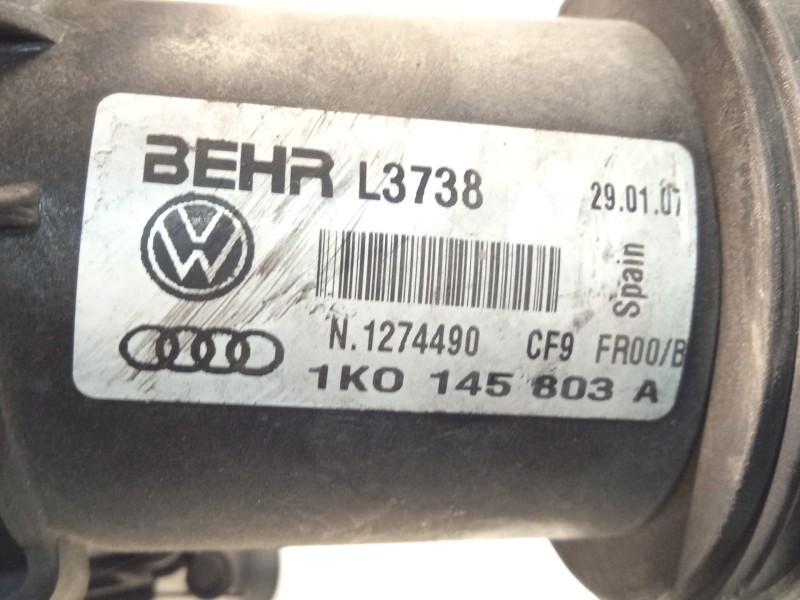 BEHR L3738 29.01.07
Spain
N.1274490 CF9 FR00/B
1K0 145 803 A